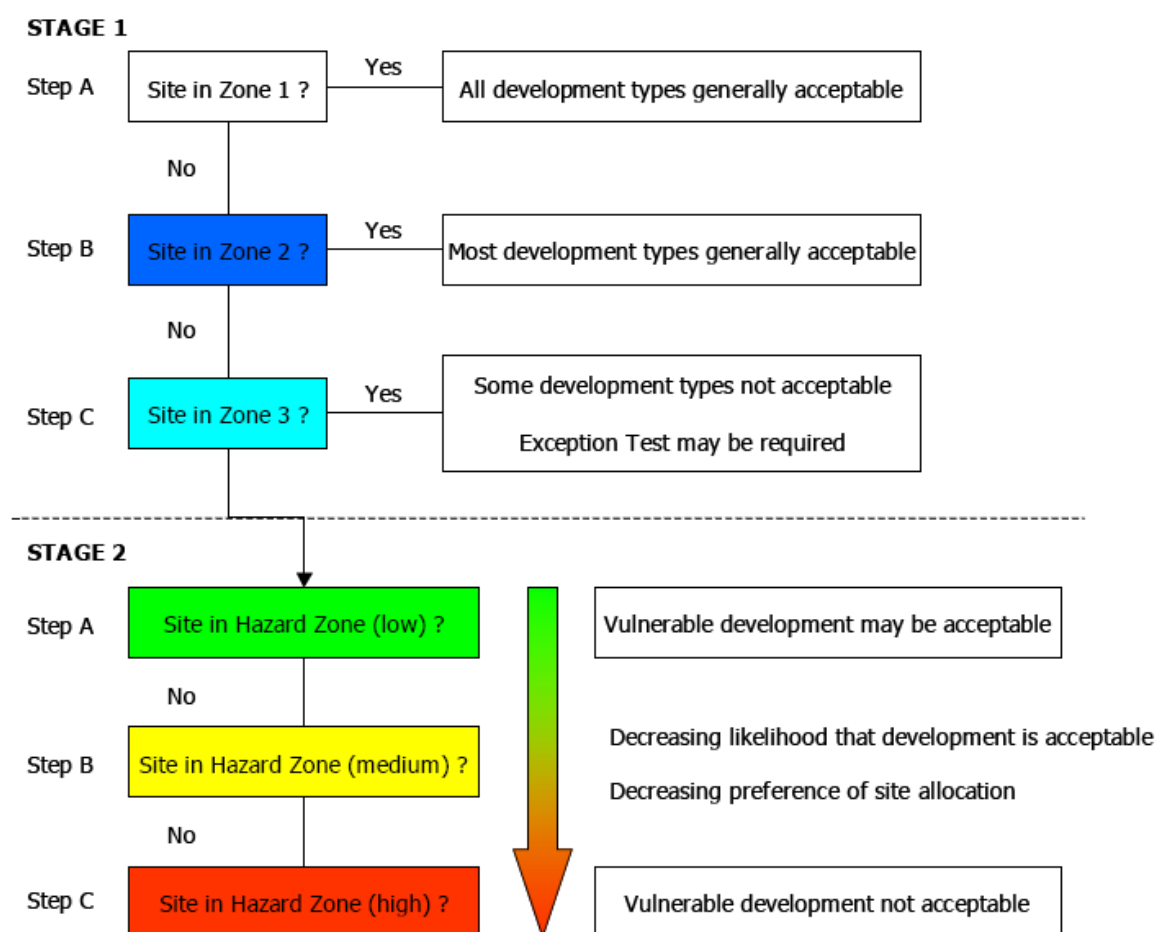 STAGE 1
Step A
Site in Zone 1 ?
Yes
All development types generally acceptable
No
Step B
Site in Zone 2 ?
Yes
Most development types generally acceptable
No
Step C
Site in Zone 3 ?
Yes
Some development types not acceptable
Exception Test may be required
STAGE 2
Step A
Site in Hazard Zone (low) ?
Vulnerable development may be acceptable
No
Decreasing likelihood that development is acceptable
Step B
Site in Hazard Zone (medium) ?
Decreasing preference of site allocation
No
Step C
Site in Hazard Zone (high) ?
Vulnerable development not acceptable